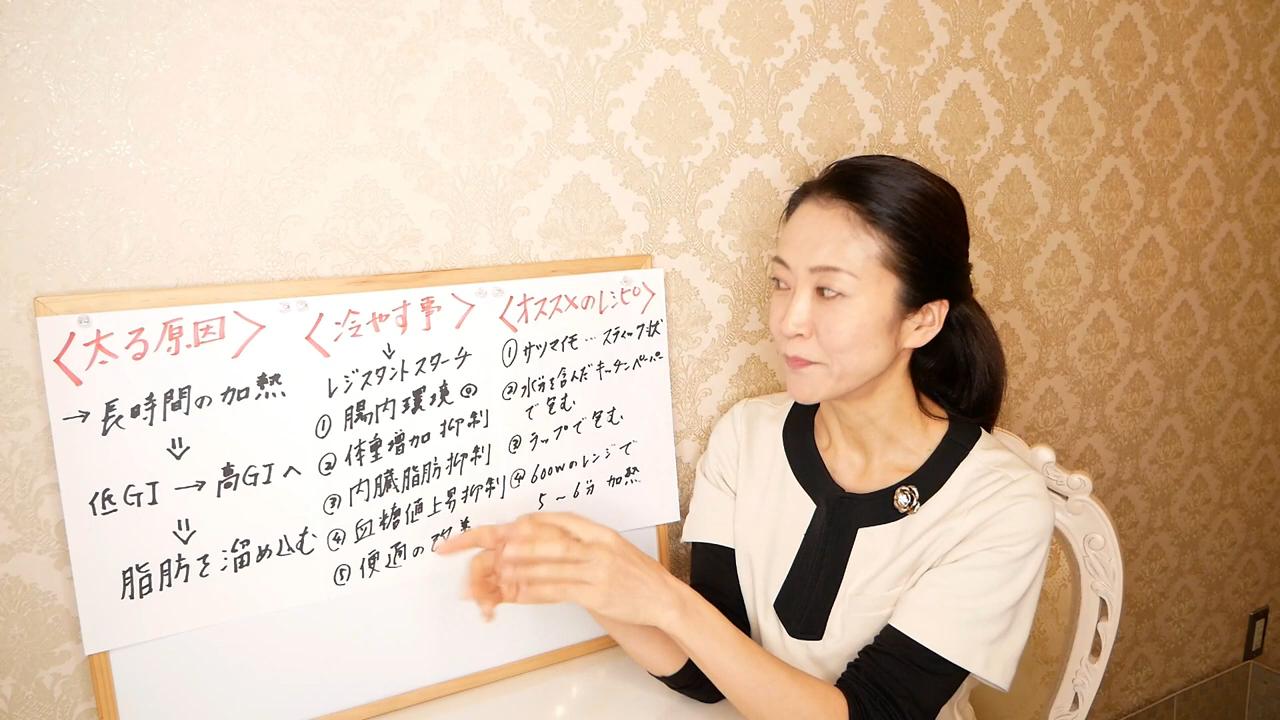 〈太る原因〉
→長時間の加熱
⇓
低GI→高GIへ
⇓
脂肪を溜め込む
〈冷やす事〉
↓
レジスタントスターチ
① 腸内環境◎
② 体重増加抑制
③ 内臓脂肪抑制
④ 血糖値上昇抑制
⑤ 便通の改善
〈オススメのレシピ〉
① サツマイモ…スティック状
② 水分を含んだキッチンペーパー
で包む
③ ラップで包む
④ 600Wのレンジで
5〜6分 加熱